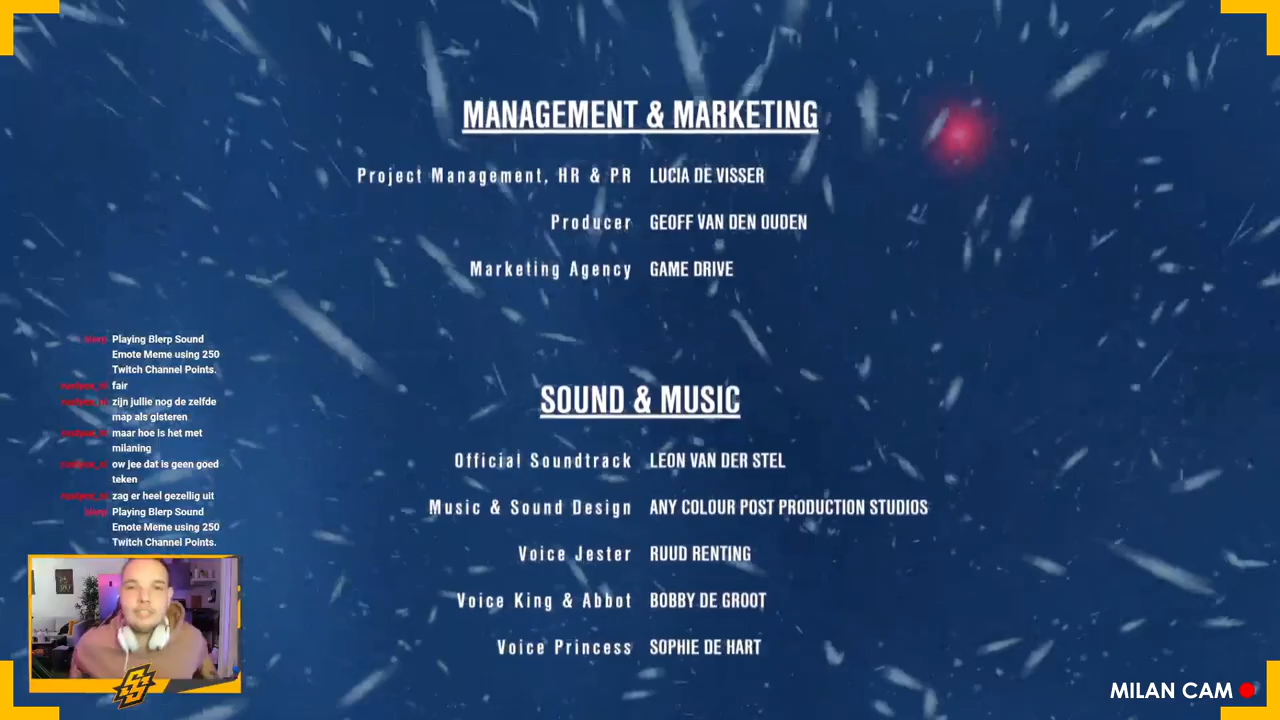 MANAGEMENT & MARKETING
Project Management, HR & PR LUCIA DE VISSER
Producer GEOFF VAN DEN OUDEN
Marketing Agency GAME DRIVE
SOUND & MUSIC
Official Soundtrack LEON VAN DER STEL
Music & Sound Design ANY COLOUR POST PRODUCTION STUDIOS
Voice Jester RUUD RENTING
Voice King & Abbot BOBBY DE GROOT
Voice Princess SOPHIE DE HART
blerp Playing Blerp Sound
Emote Meme using 250
Twitch Channel Points.
fair
zijn jullie nog de zelfde
map als gisteren
maar hoe is het met
milaning
ow jee dat is geen goed
teken
zag er heel gezellig uit
blerp Playing Blerp Sound
Emote Meme using 250
Twitch Channel Points.
MILAN CAM